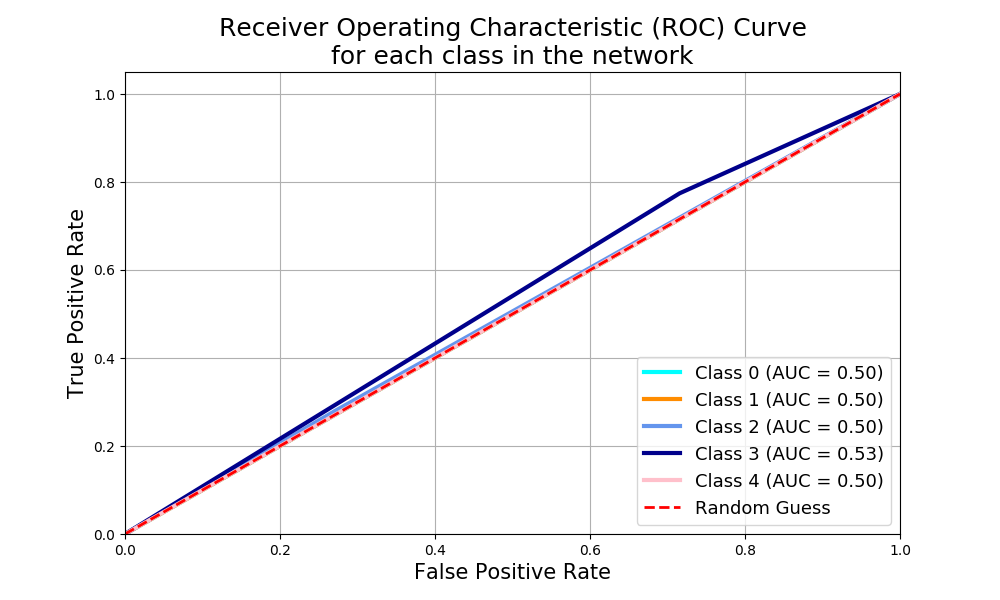 Receiver Operating Characteristic (ROC) Curve
for each class in the network
True Positive Rate
1.0
0.8
0.6
0.4
0.2
0.0
0.0 0.2 0.4 0.6 0.8 1.0
False Positive Rate
Class 0 (AUC = 0.50)
Class 1 (AUC = 0.50)
Class 2 (AUC = 0.50)
Class 3 (AUC = 0.53)
Class 4 (AUC = 0.50)
Random Guess